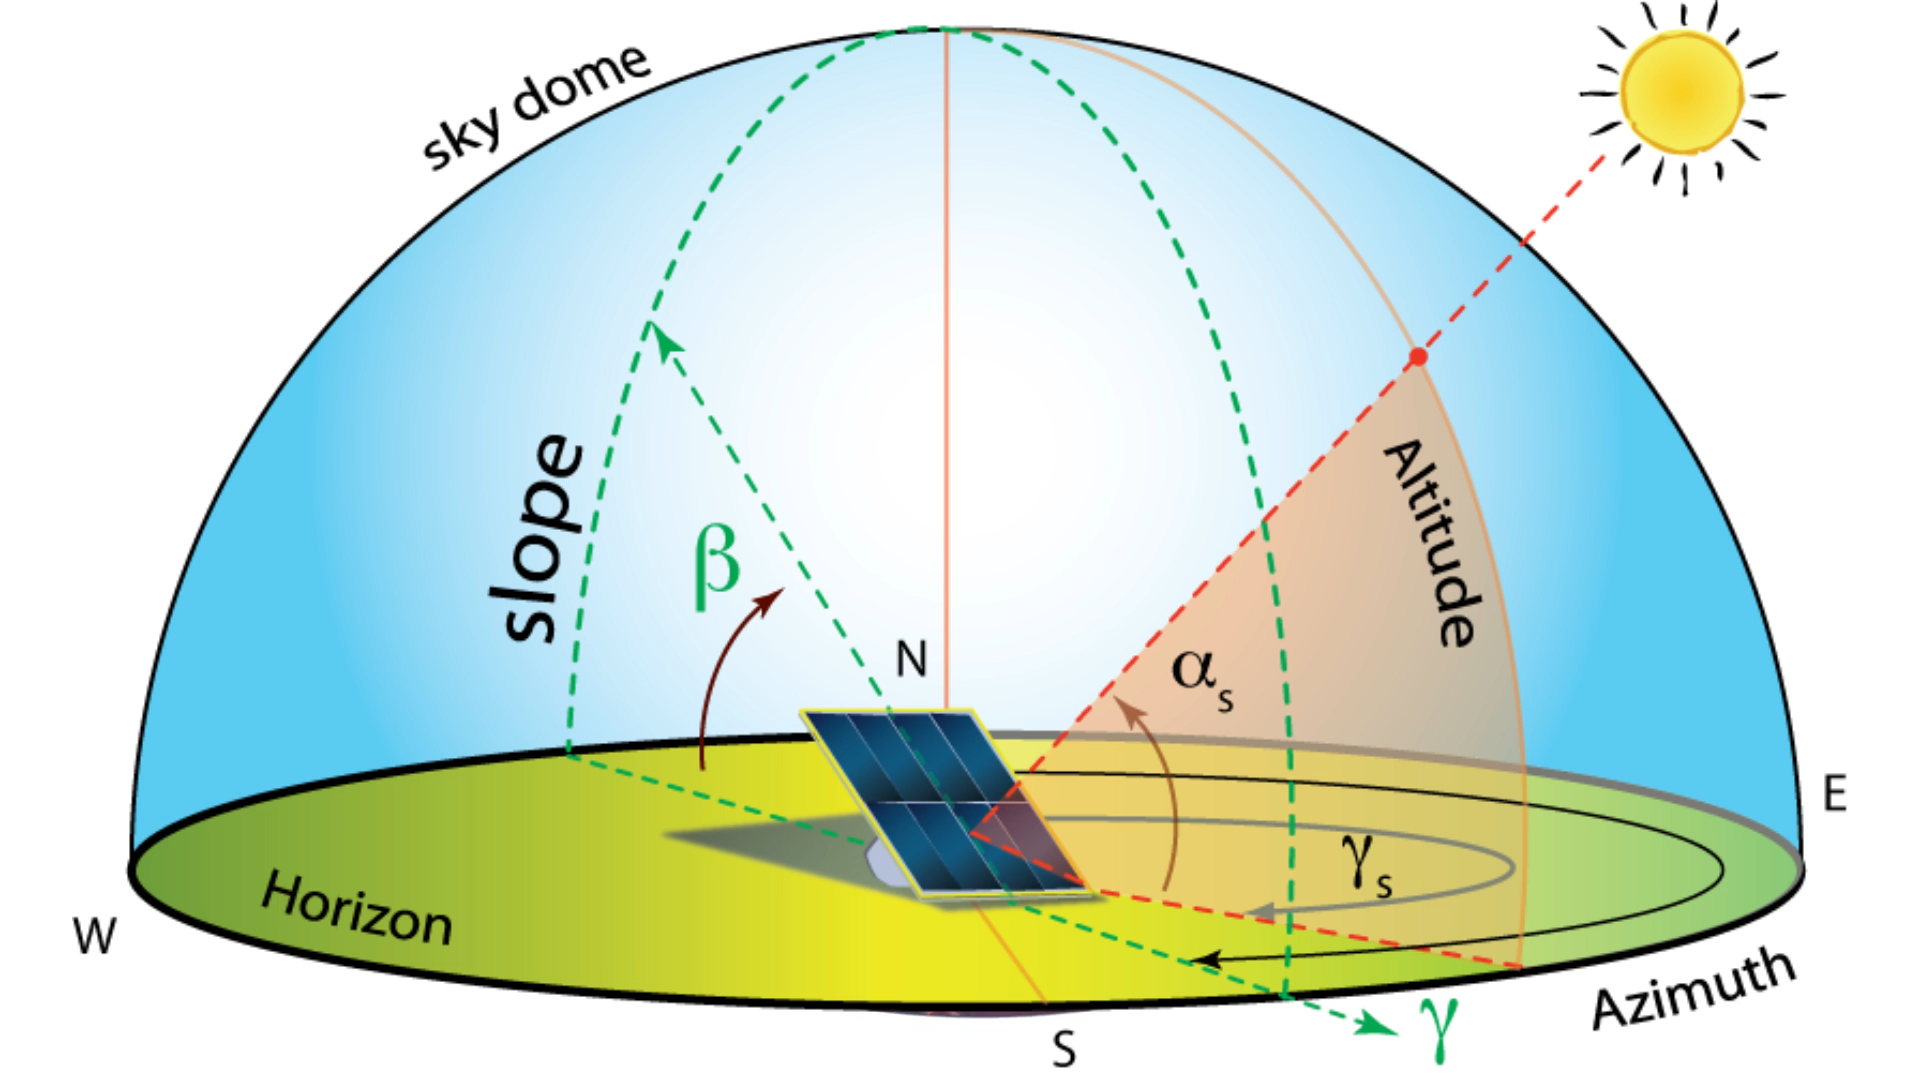 sky dome
slope
β
N
αs
Altitude
E
γs
Horizon
W
Azimuth
γ
S